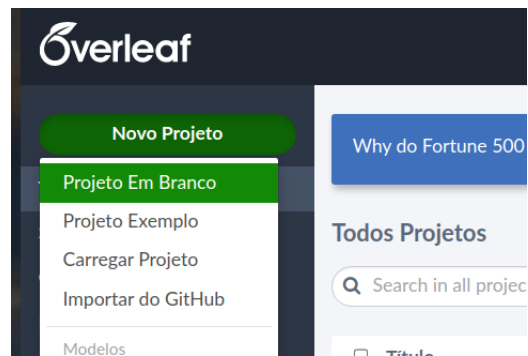 Overleaf
Novo Projeto
Why do Fortune 500
Projeto Em Branco
Projeto Exemplo
Carregar Projeto
Importar do GitHub
Modelos
Todos Projetos
Search in all projec
Título